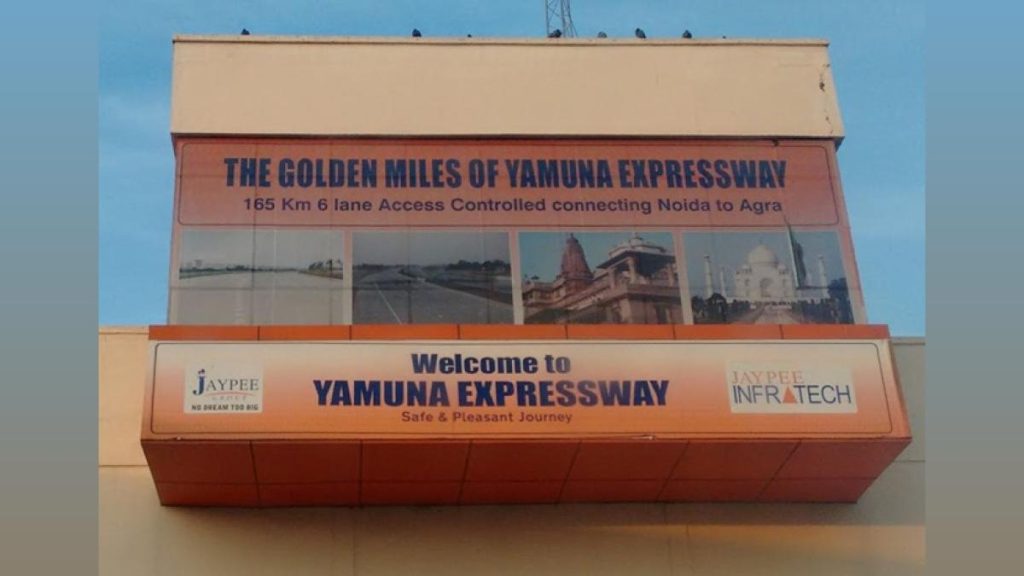 THE GOLDEN MILES OF YAMUNA EXPRESSWAY
165 Km 6 lane Access Controlled connecting Noida to Agra
Welcome to
YAMUNA EXPRESSWAY
Safe & Pleasant Journey
JAYPEE
GROUP
NO DREAM TOO BIG
JAYPEE
INFRATECH